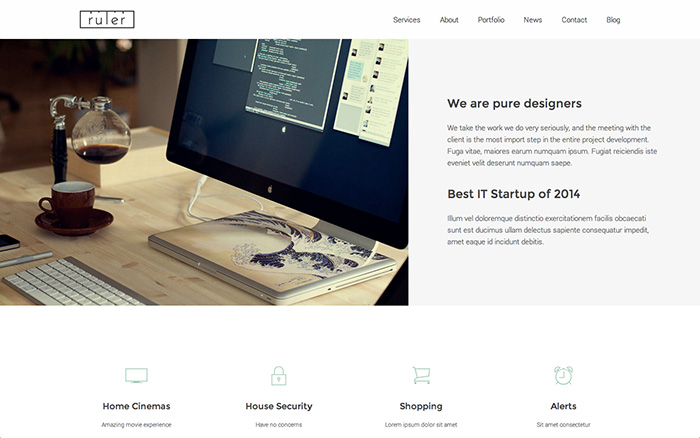 ruler
Services About Portfolio News Contact Blog
We are pure designers
We take the work we do very seriously, and the meeting with the
client is the most import step in the entire project development.
Fuga vitae, maiores earum numquam ipsum. Fugiat reiciendis iste
eveniet velit deserunt numquam saepe.
Best IT Startup of 2014
Illum vel doloremque distinctio exercitationem facilis obcaecati
sunt est ducimus ullam delectus sapiente consequatur impedit,
amet eaque id incidunt debitis.
Home Cinemas House Security Shopping Alerts
Amazing movie experience Have no concerns Lorem ipsum dolor sit amet Sit amet consectetur